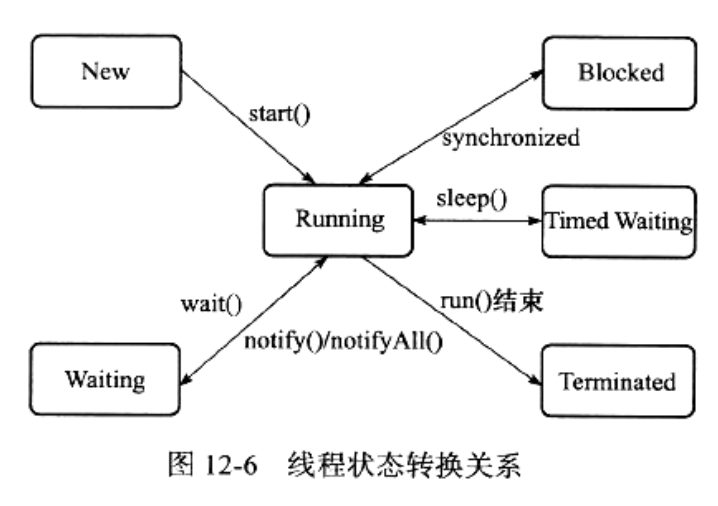 New
Blocked
start()
synchronized
Running
sleep()
Timed Waiting
wait()
run()结束
notify()/notifyAll()
Waiting
Terminated
图 12-6 线程状态转换关系